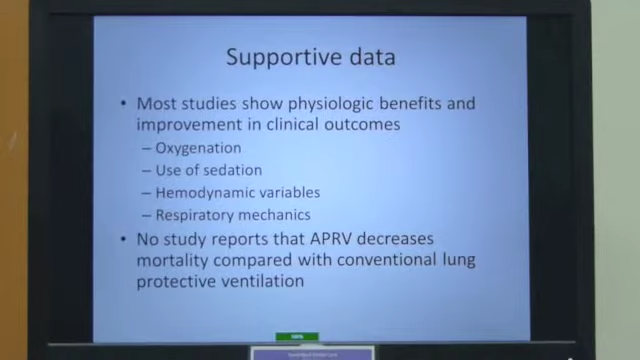 Supportive data
• Most studies show physiologic benefits and
improvement in clinical outcomes
– Oxygenation
– Use of sedation
– Hemodynamic variables
– Respiratory mechanics
• No study reports that APRV decreases
mortality compared with conventional lung
protective ventilation